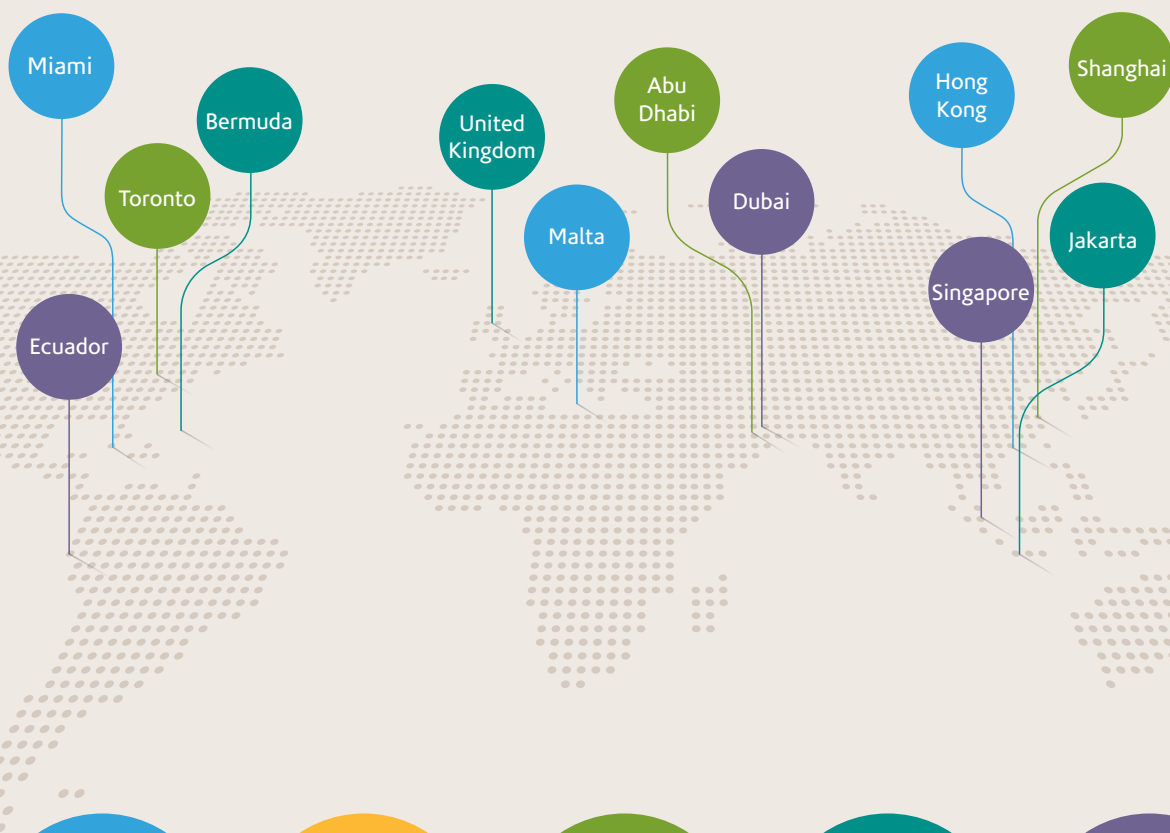 Miami
Bermuda
Toronto
Ecuador
United
Kingdom
Malta
Abu
Dhabi
Dubai
Hong
Kong
Shanghai
Jakarta
Singapore